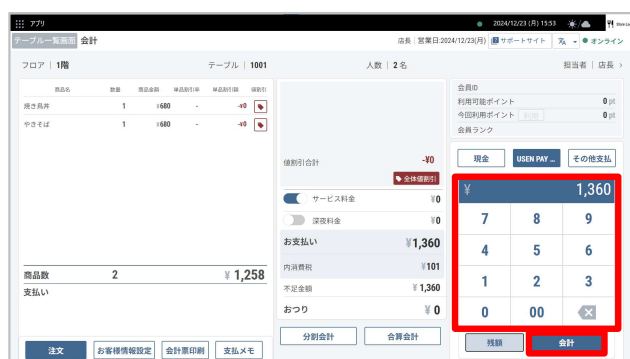 アプリ 2024/12/23 (月) 15:53
テーブル一覧画面 会計 店長 営業日:2024/12/23(月) サポートサイト オンライン
フロア 1階 テーブル 1001 人数 2 名 担当者 店長
商品名 数量 商品金額 単品割引率 単品割引額 値割引
焼き鳥丼 1 ¥680 - -¥0
やきそば 1 ¥680 - -¥0
商品数 2 ¥ 1,258
支払い
注文 お客様情報設定 会計票印刷 支払メモ
値割引合計 -¥0
全体値割引
サービス料金 ¥0
深夜料金 ¥0
お支払い ¥1,360
内消費税 ¥101
不足金額 ¥ 1,360
おつり ¥ 0
分割会計 合算会計
会員ID
利用可能ポイント 0 pt
今回利用ポイント 利用 0 pt
会員ランク
現金 USEN PAY ... その他支払
¥ 1,360
7 8 9
4 5 6
1 2 3
0 00
残額 会計